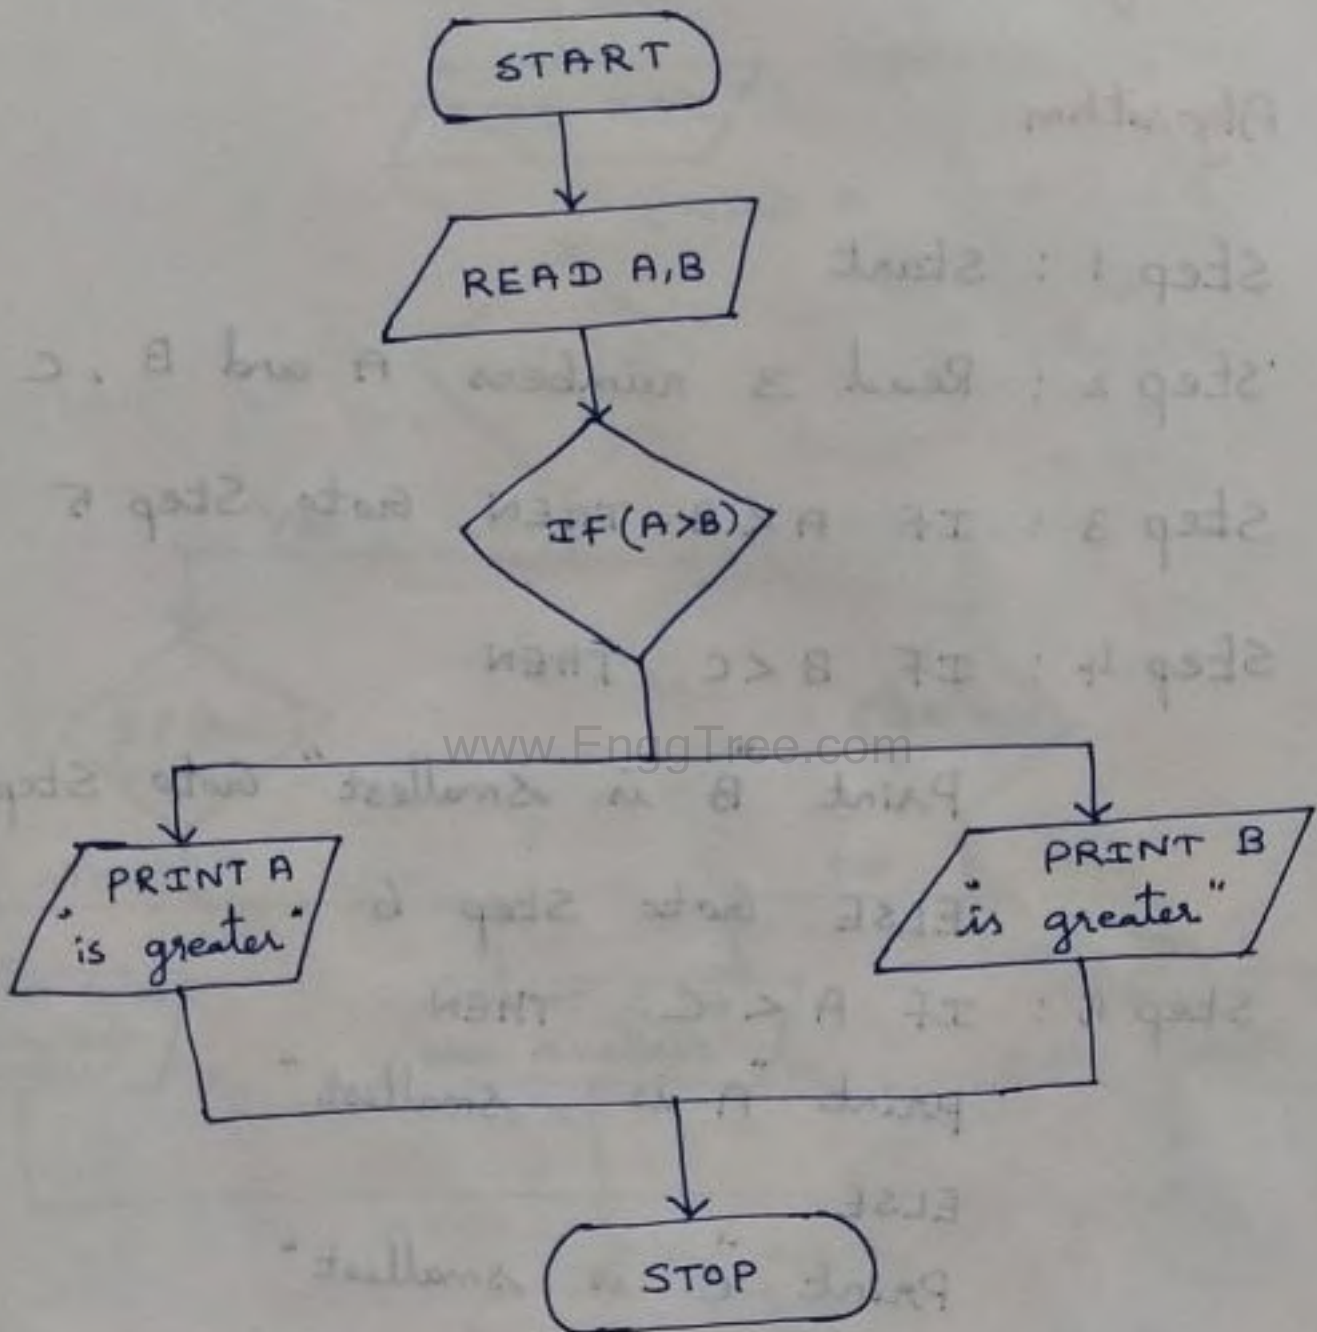 START
READ A,B
IF (A>B)
www.EnggTree.com
PRINT A
"is greater"
PRINT B
"is greater"
STOP